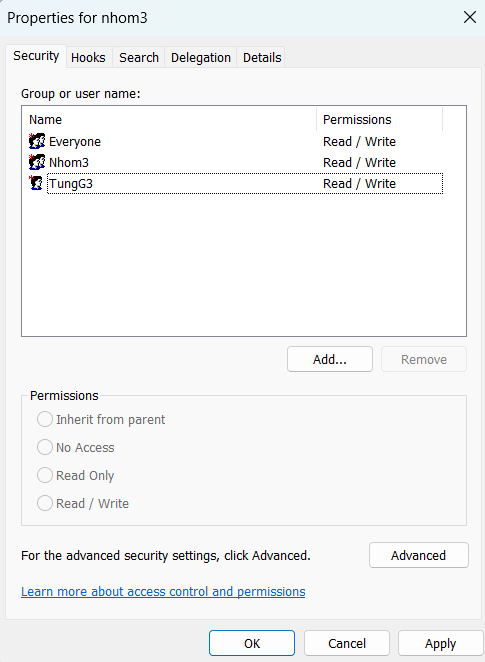 Properties for nhom3
Security Hooks Search Delegation Details
Group or user name:
Name Permissions
Everyone Read / Write
Nhom3 Read / Write
TungG3 Read / Write
Add... Remove
Permissions
Inherit from parent
No Access
Read Only
Read / Write
For the advanced security settings, click Advanced. Advanced
Learn more about access control and permissions
OK Cancel Apply